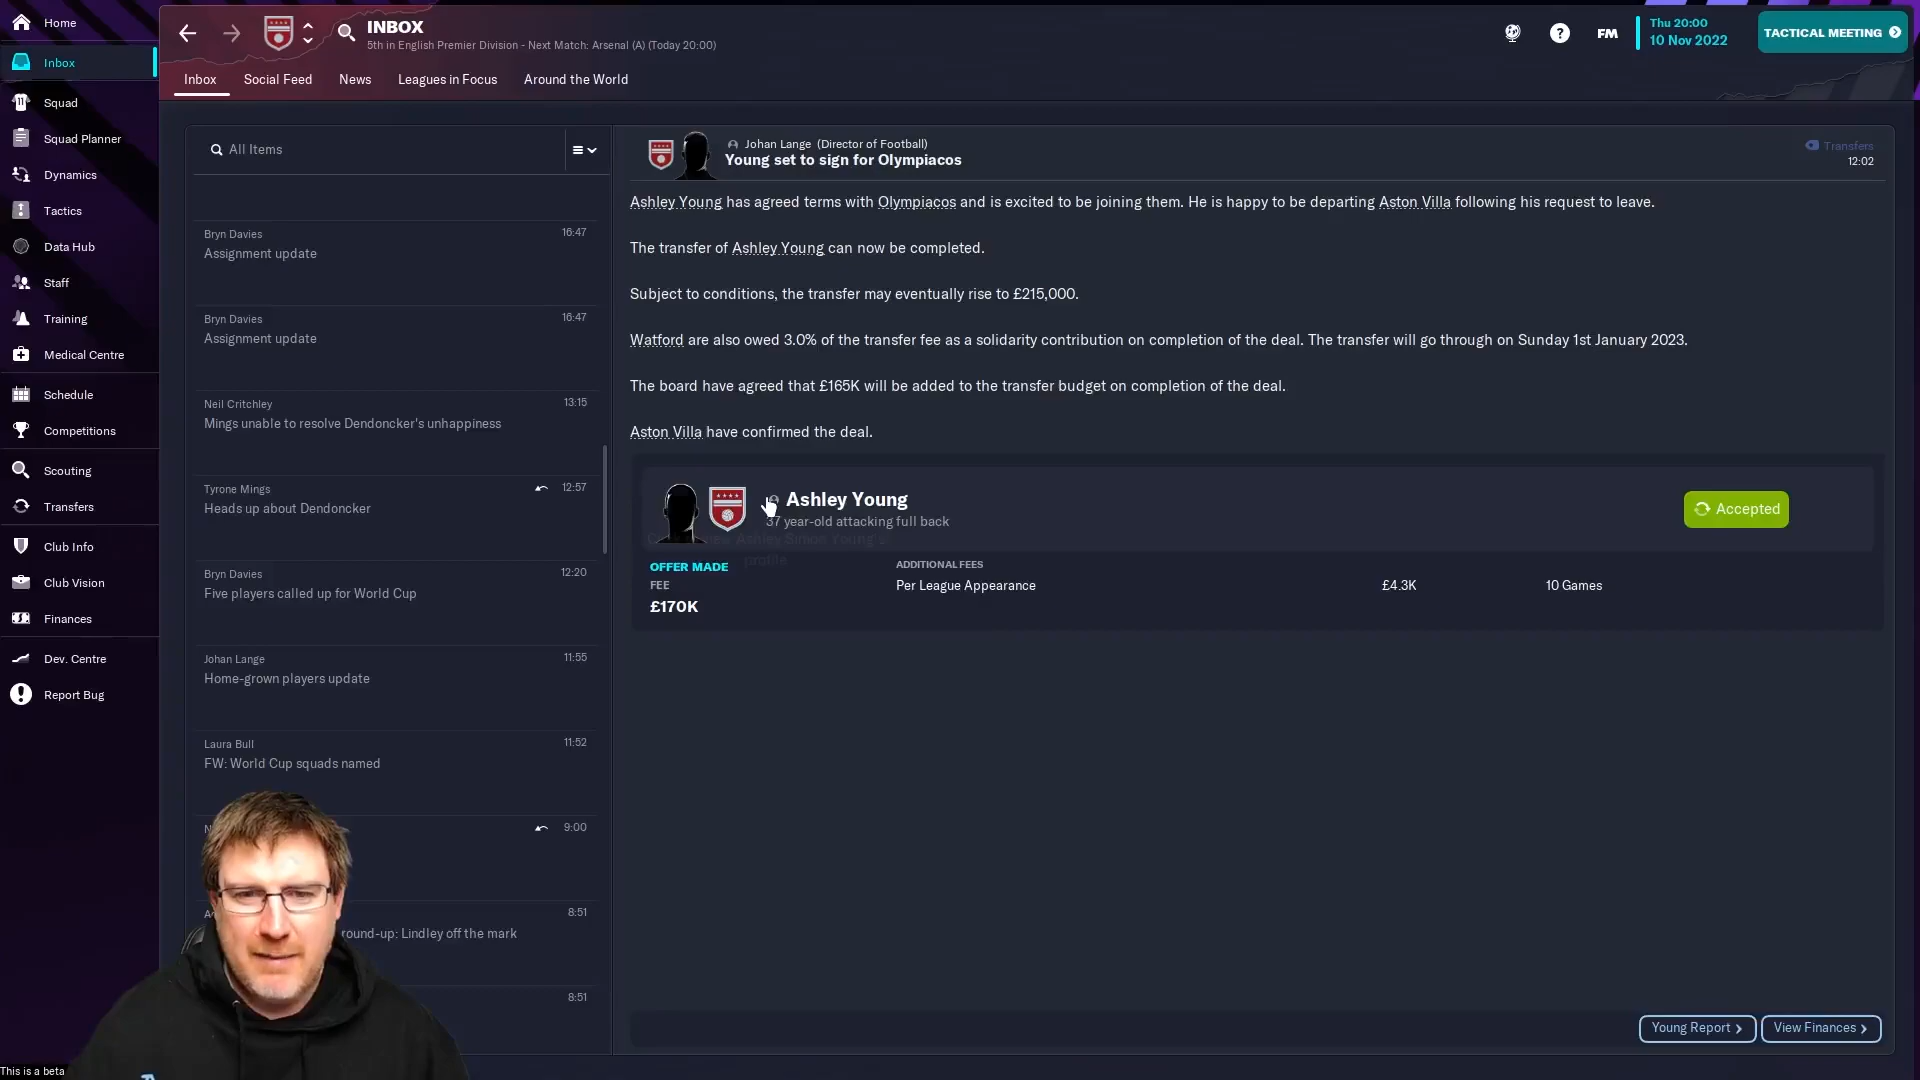 Home
Inbox
Squad
Squad Planner
Dynamics
Tactics
Data Hub
Staff
Training
Medical Centre
Schedule
Competitions
Scouting
Transfers
Club Info
Club Vision
Finances
Dev. Centre
Report Bug
This is a beta
INBOX
5th in English Premier Division - Next Match: Arsenal (A) (Today 20:00)
FM
Thu 20:00
10 Nov 2022
TACTICAL MEETING
Inbox
Social Feed
News
Leagues in Focus
Around the World
All Items
Bryn Davies 16:47
Assignment update
Bryn Davies 16:47
Assignment update
Neil Critchley 13:15
Mings unable to resolve Dendoncker's unhappiness
Tyrone Mings 12:57
Heads up about Dendoncker
Bryn Davies 12:20
Five players called up for World Cup
Johan Lange 11:55
Home-grown players update
Laura Bull 11:52
FW: World Cup squads named
9:00
8:51
round-up: Lindley off the mark
8:51
Johan Lange (Director of Football)
Young set to sign for Olympiacos
Transfers
12:02
Ashley Young has agreed terms with Olympiacos and is excited to be joining them. He is happy to be departing Aston Villa following his request to leave.
The transfer of Ashley Young can now be completed.
Subject to conditions, the transfer may eventually rise to £215,000.
Watford are also owed 3.0% of the transfer fee as a solidarity contribution on completion of the deal. The transfer will go through on Sunday 1st January 2023.
The board have agreed that £165K will be added to the transfer budget on completion of the deal.
Aston Villa have confirmed the deal.
Ashley Young
37 year-old attacking full back
Accepted
Ashley Simon Young's
profile
OFFER MADE
FEE
£170K
ADDITIONAL FEES
Per League Appearance £4.3K 10 Games
Young Report
View Finances